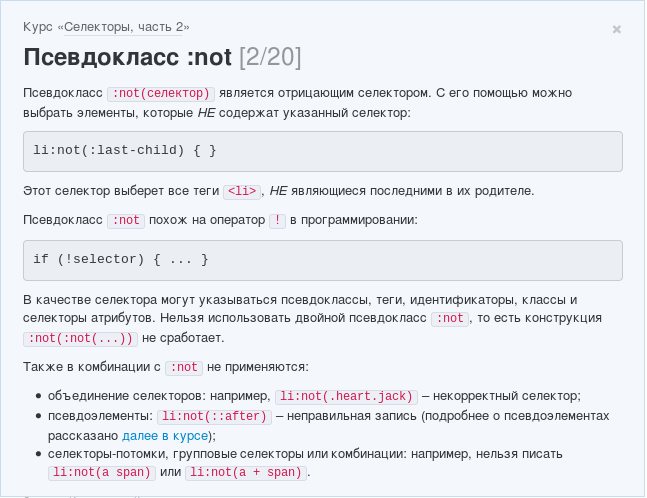 Курс «Селекторы, часть 2»
×
Псевдокласс :not [2/20]
Псевдокласс :not(селектор) является отрицающим селектором. С его помощью можно
выбрать элементы, которые НЕ содержат указанный селектор:
li:not(:last-child) { }
Этот селектор выберет все теги <li>, НЕ являющиеся последними в их родителе.
Псевдокласс :not похож на оператор ! в программировании:
if (!selector) { ... }
В качестве селектора могут указываться псевдоклассы, теги, идентификаторы, классы и
селекторы атрибутов. Нельзя использовать двойной псевдокласс :not, то есть конструкция
:not(:not(...)) не сработает.
Также в комбинации с :not не применяются:
• объединение селекторов: например, li:not(.heart.jack) – некорректный селектор;
• псевдоэлементы: li:not(::after) – неправильная запись (подробнее о псевдоэлементах
рассказано далее в курсе);
• селекторы-потомки, групповые селекторы или комбинации: например, нельзя писать
li:not(a span) или li:not(a + span).